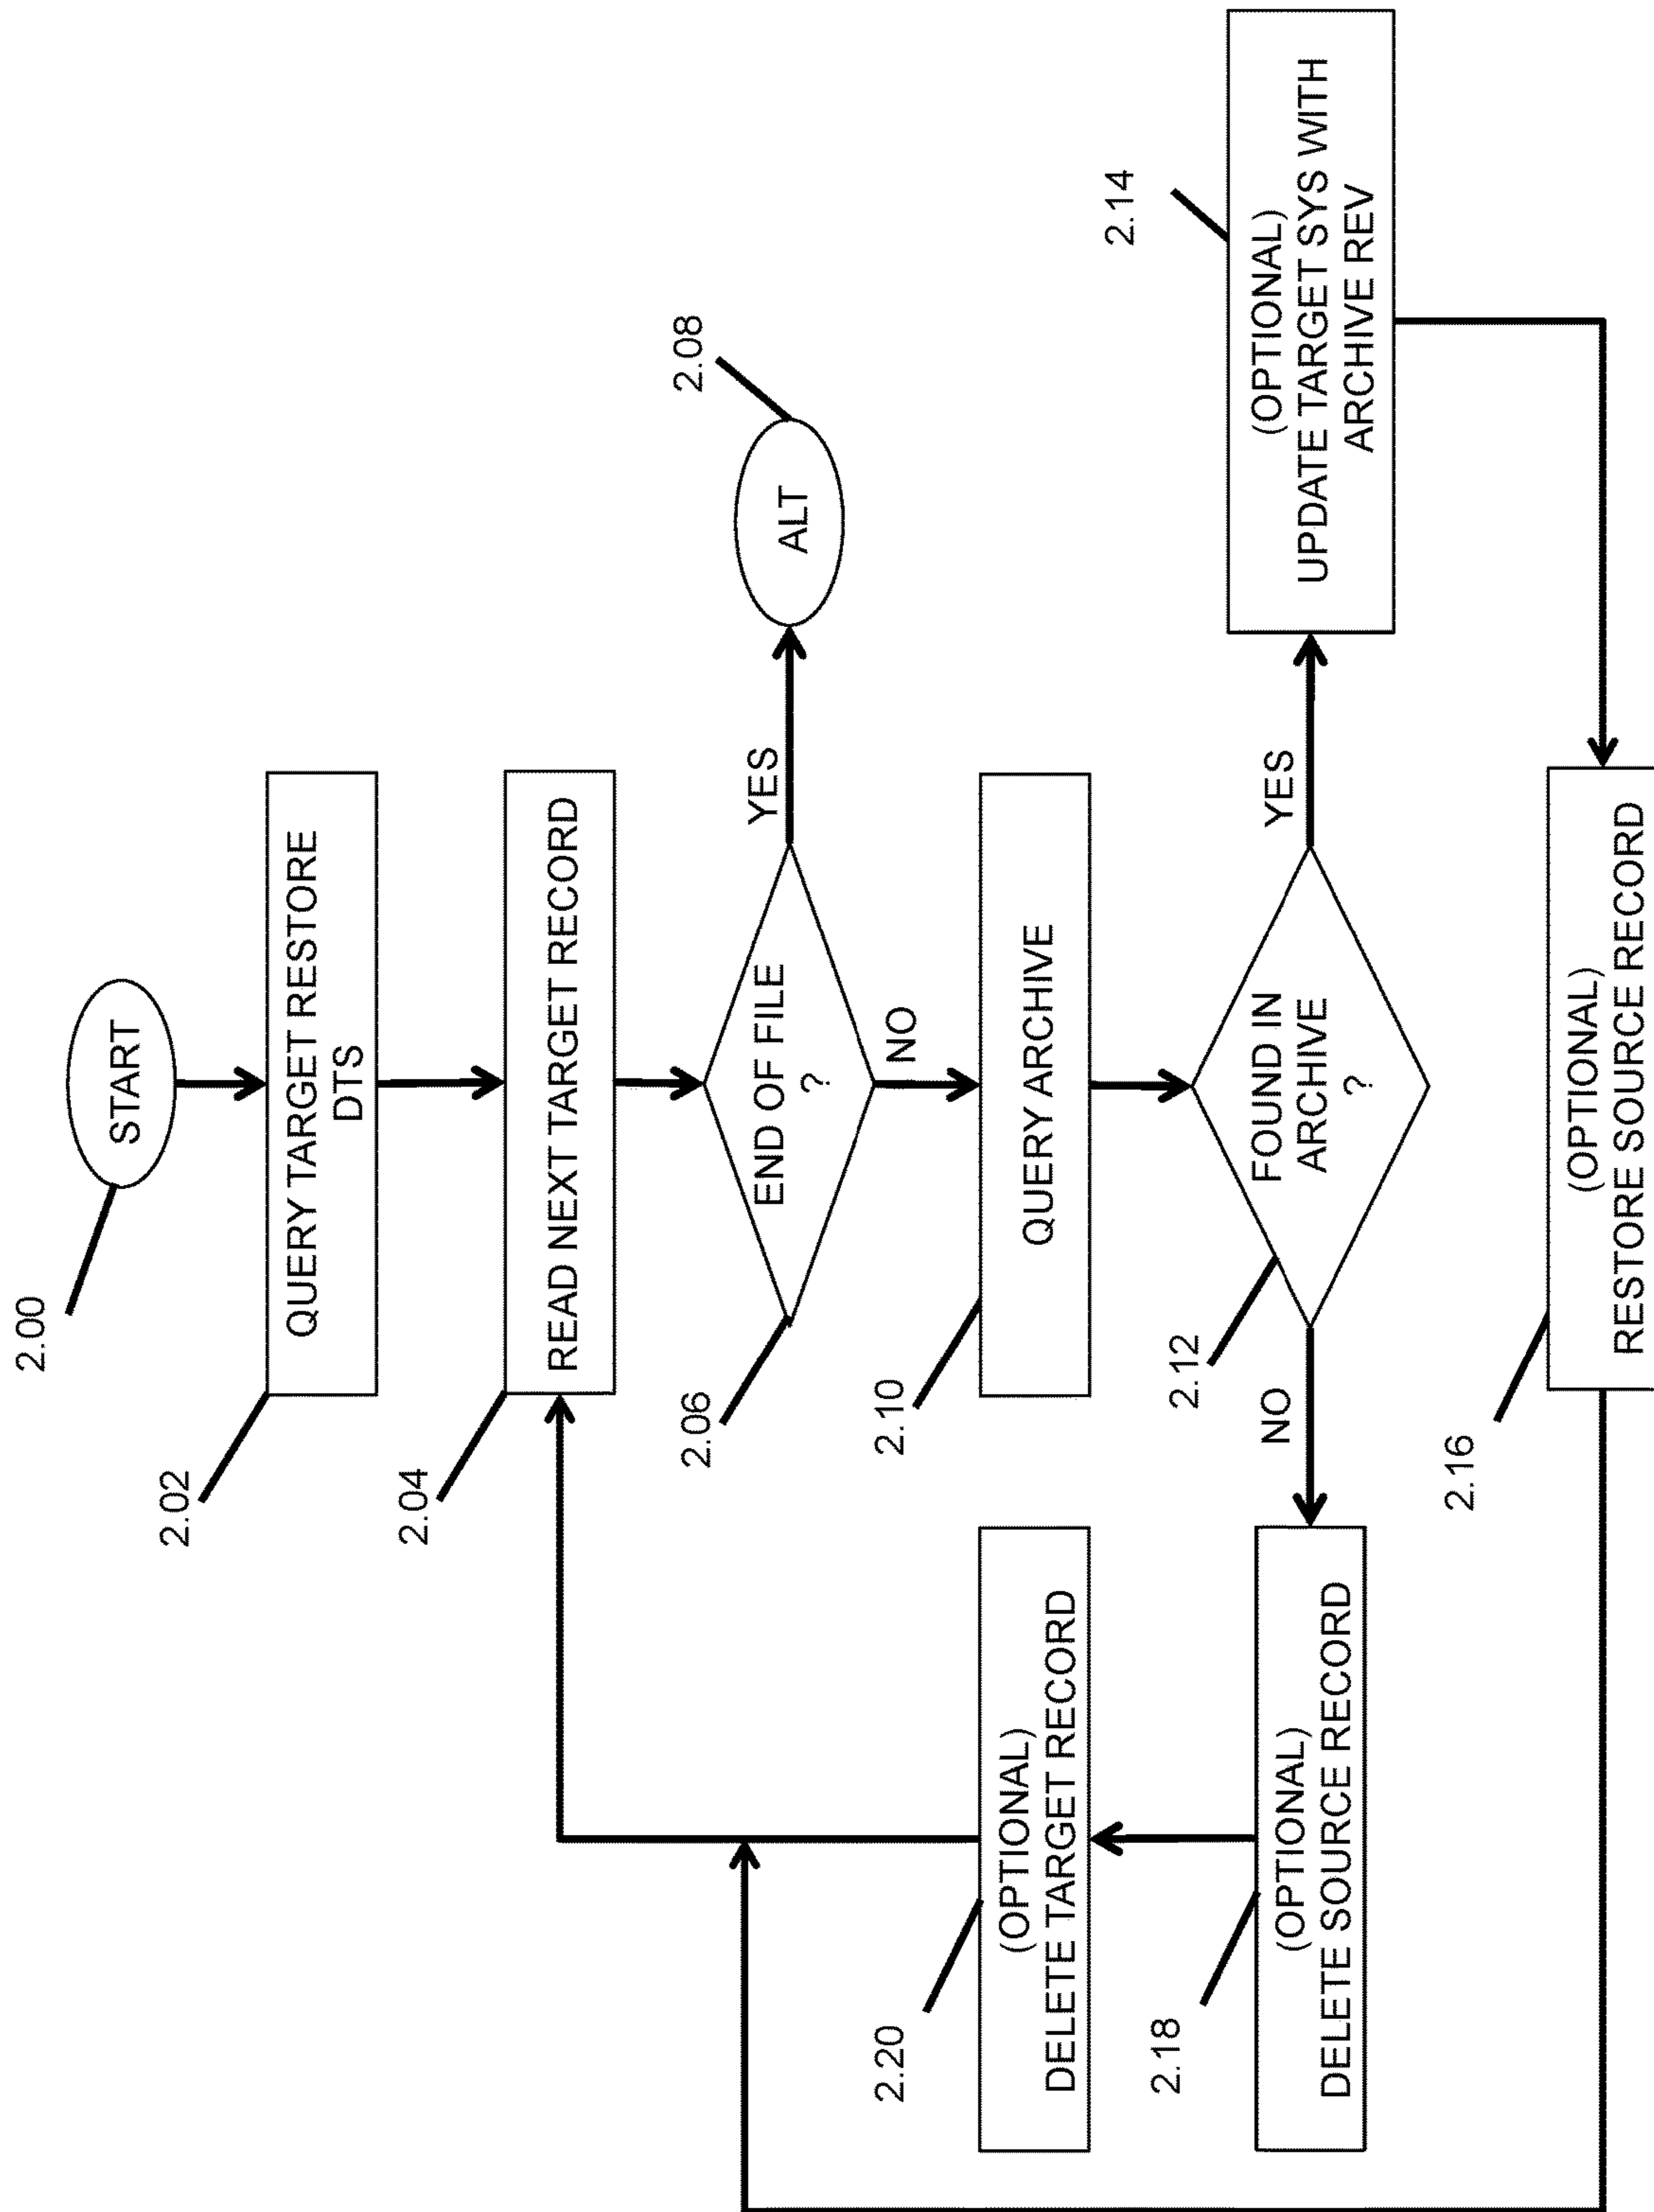 2.00
START
2.02
QUERY TARGET RESTORE
DTS
2.04
READ NEXT TARGET RECORD
2.06
END OF FILE
?
YES
2.08
ALT
NO
2.10
QUERY ARCHIVE
2.12
FOUND IN
ARCHIVE
?
YES
2.14
(OPTIONAL)
UPDATE TARGET SYS WITH
ARCHIVE REV
NO
2.16
(OPTIONAL)
RESTORE SOURCE RECORD
2.20
(OPTIONAL)
DELETE TARGET RECORD
2.18
(OPTIONAL)
DELETE SOURCE RECORD